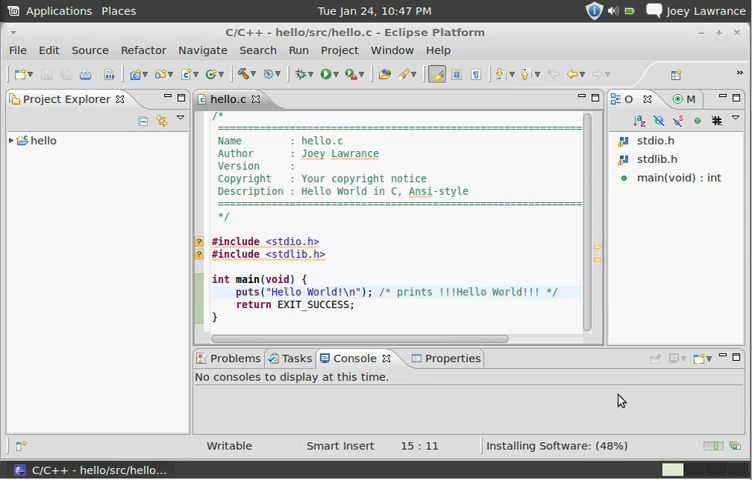 Applications Places Tue Jan 24, 10:47 PM Joey Lawrance
C/C++ - hello/src/hello.c - Eclipse Platform
File Edit Source Refactor Navigate Search Run Project Window Help
Project Explorer
hello
hello.c
/*
============================================================
Name : hello.c
Author : Joey Lawrance
Version :
Copyright : Your copyright notice
Description : Hello World in C, Ansi-style
============================================================
*/
#include <stdio.h>
#include <stdlib.h>
int main(void) {
puts("Hello World!\n"); /* prints !!!Hello World!!! */
return EXIT_SUCCESS;
}
O M
stdio.h
stdlib.h
main(void) : int
Problems Tasks Console Properties
No consoles to display at this time.
Writable Smart Insert 15 : 11 Installing Software: (48%)
C/C++ - hello/src/hello...